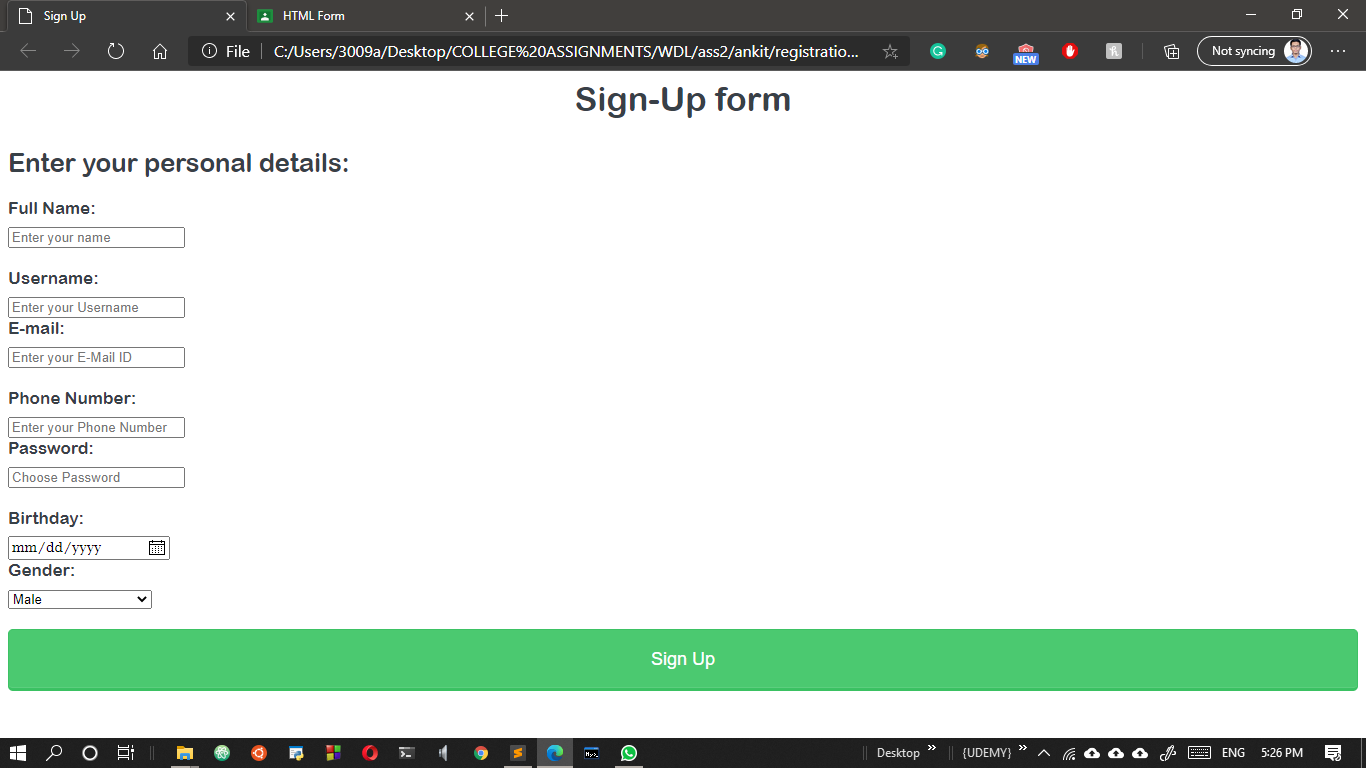 Sign Up
HTML Form
File
C:/Users/3009a/Desktop/COLLEGE%20ASSIGNMENTS/WDL/ass2/ankit/registratio...
NEW
Not syncing
Sign-Up form
Enter your personal details:
Full Name:
Enter your name
Username:
Enter your Username
E-mail:
Enter your E-Mail ID
Phone Number:
Enter your Phone Number
Password:
Choose Password
Birthday:
mm/dd/yyyy
Gender:
Male
Sign Up
Desktop
{UDEMY}
ENG
5:26 PM